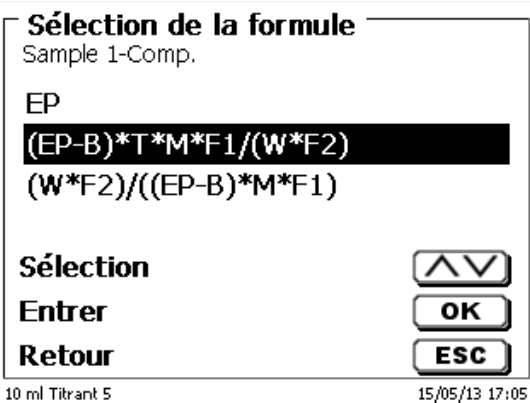 Sélection de la formule
Sample 1-Comp.
EP
(EP-B)*T*M*F1/(W*F2)
(W*F2)/((EP-B)*M*F1)
Sélection
Entrer OK
Retour ESC
10 ml Titrant 5 15/05/13 17:05